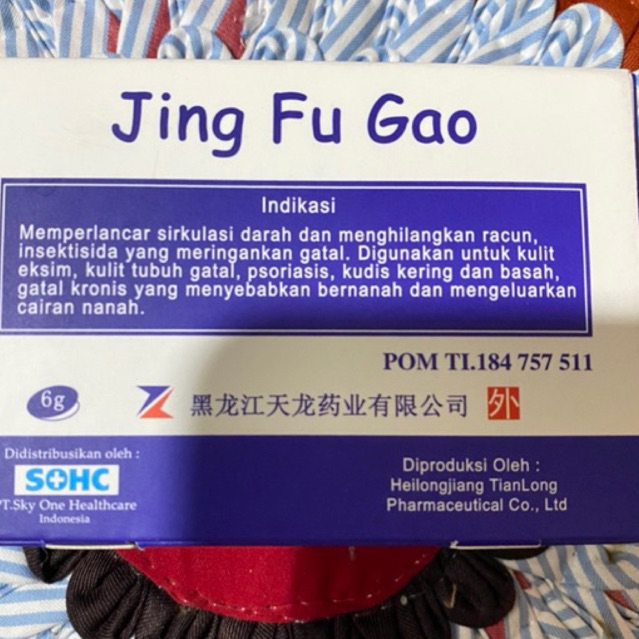 Jing Fu Gao
Indikasi
Memperlancar sirkulasi darah dan menghilangkan racun,
insektisida yang meringankan gatal. Digunakan untuk kulit
eksim, kulit tubuh gatal, psoriasis, kudis kering dan basah,
gatal kronis yang menyebabkan bernanah dan mengeluarkan
cairan nanah.
POM TI.184 757 511
6g
黑龙江天龙药业有限公司 外
Didistribusikan oleh :
SOHC
T.Sky One Healthcare
Indonesia
Diproduksi Oleh :
Heilongjiang TianLong
Pharmaceutical Co., Ltd